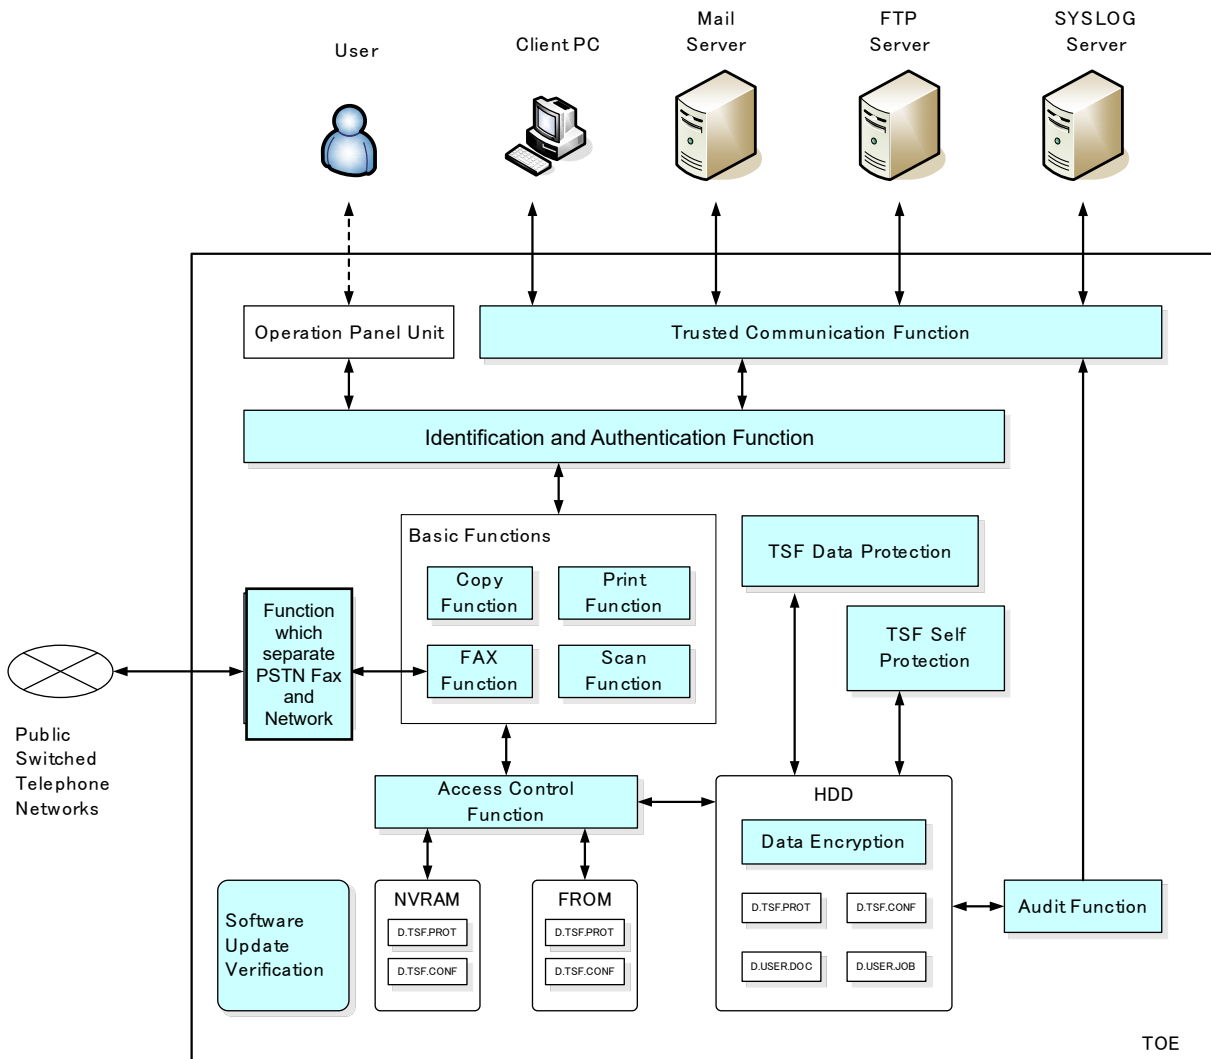 User
Client PC
Mail
Server
FTP
Server
SYSLOG
Server
Operation Panel Unit
Trusted Communication Function
Identification and Authentication Function
Basic Functions
Copy
Function
Print
Function
FAX
Function
Scan
Function
TSF Data Protection
TSF Self
Protection
Function
which
separate
PSTN Fax
and
Network
Public
Switched
Telephone
Networks
Access Control
Function
HDD
Data Encryption
D.TSF.PROT
D.TSF.CONF
D.USER.DOC
D.USER.JOB
Audit Function
Software
Update
Verification
NVRAM
D.TSF.PROT
D.TSF.CONF
FROM
D.TSF.PROT
D.TSF.CONF
TOE